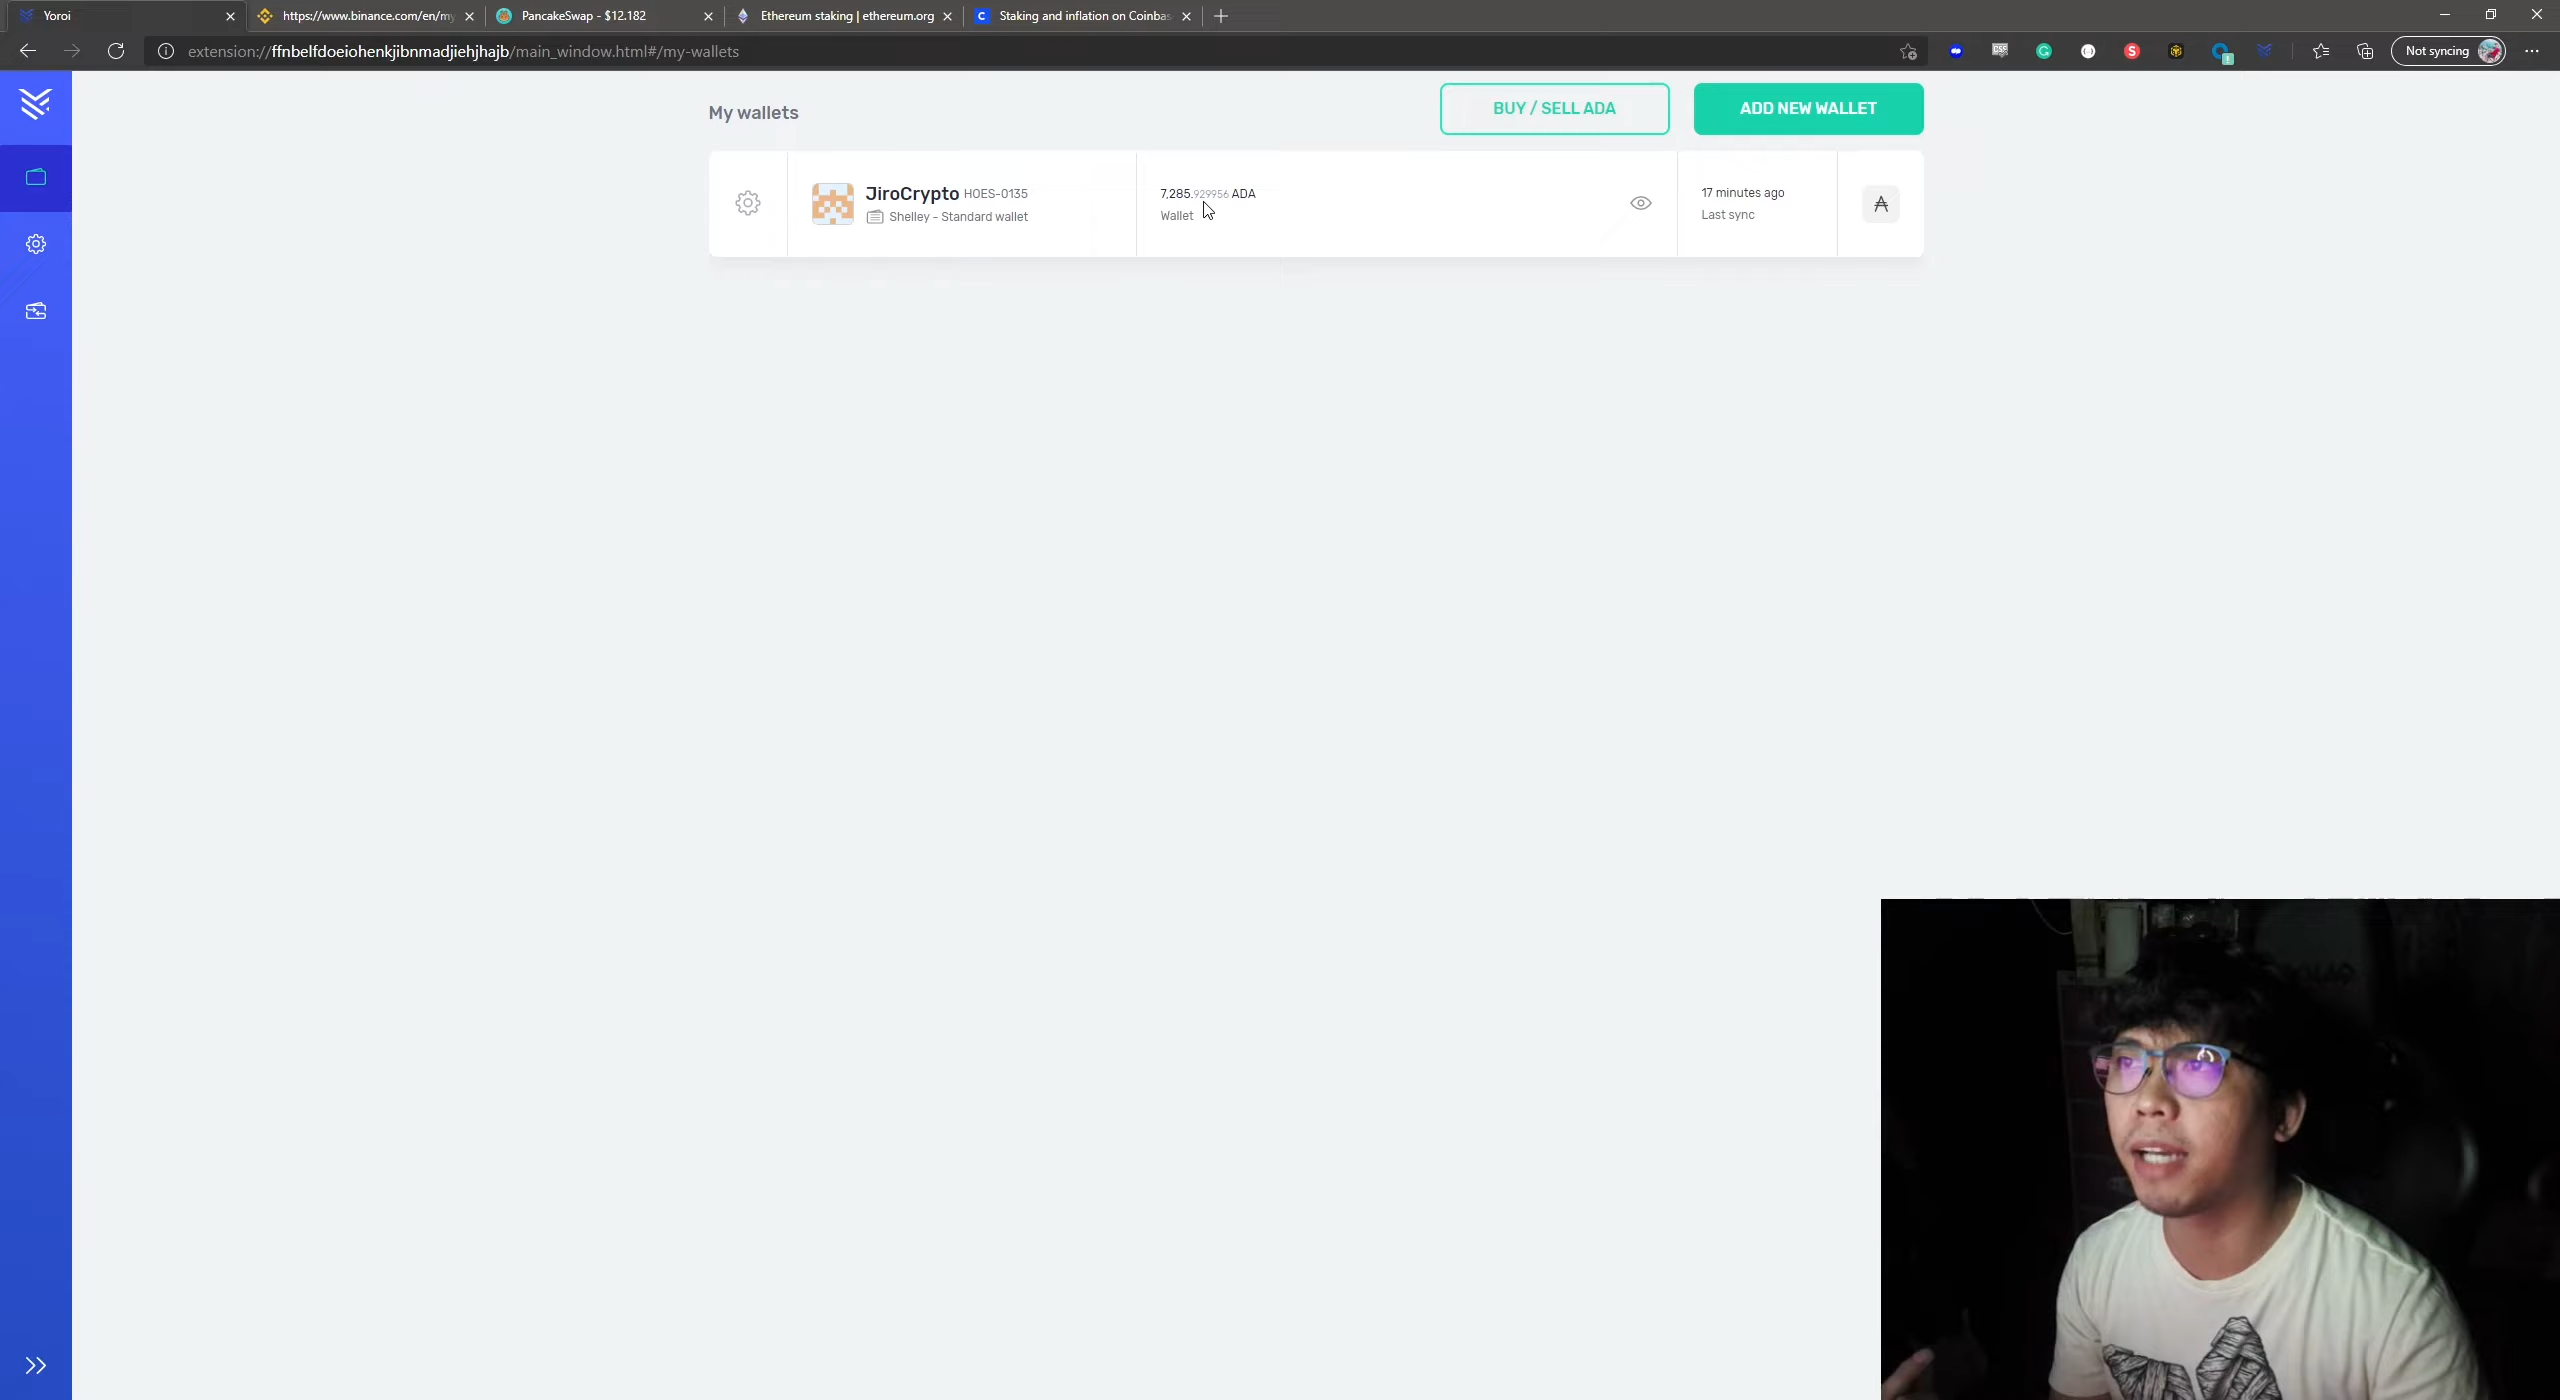 Yoroi
https://www.binance.com/en/my
PancakeSwap - $12.182
Ethereum staking | ethereum.org
Staking and inflation on Coinbas
extension://ffnbelfdoeiohenkjibnmadjiehjhajb/main_window.html#/my-wallets
Not syncing
My wallets
BUY / SELL ADA
ADD NEW WALLET
JiroCrypto HOES-0135
Shelley - Standard wallet
7,285.929956 ADA
Wallet
17 minutes ago
Last sync